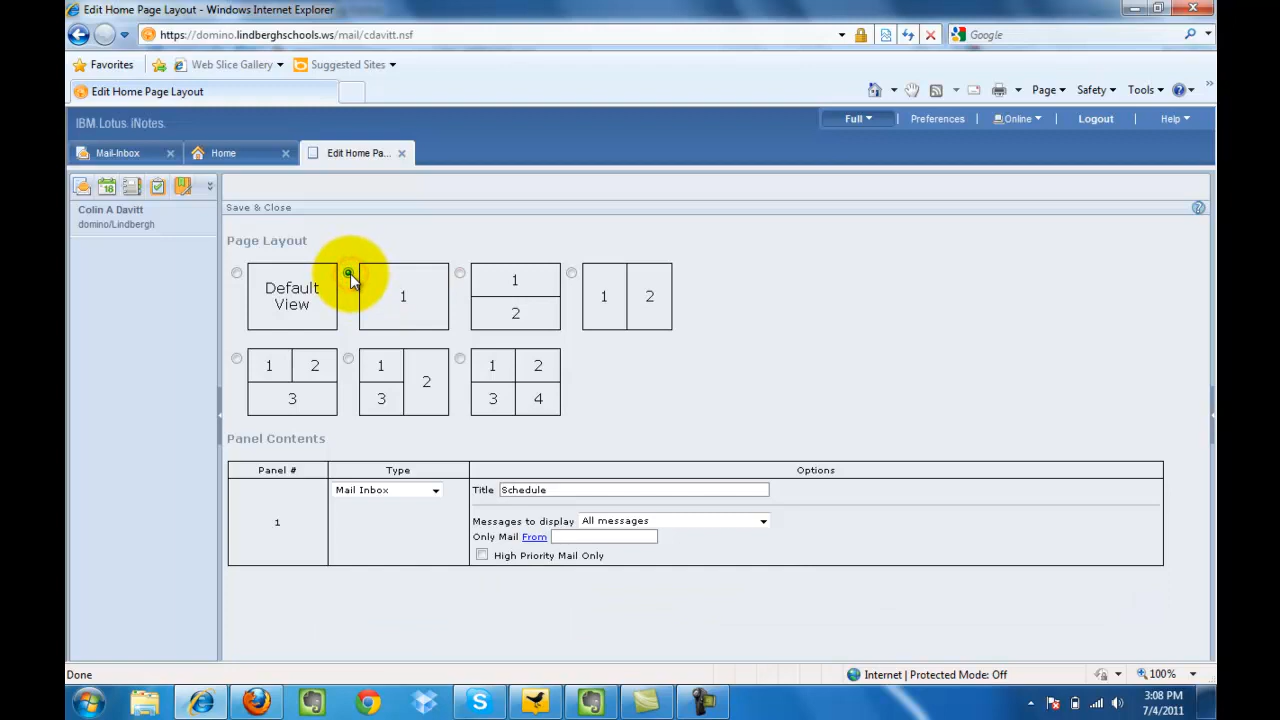 Edit Home Page Layout - Windows Internet Explorer
https://domino.lindberghschools.ws/mail/cdavitt.nsf
Google
Favorites
Web Slice Gallery
Suggested Sites
Edit Home Page Layout
Page
Safety
Tools
IBM.Lotus.iNotes.
Full
Preferences
Online
Logout
Help
Mail-Inbox
Home
Edit Home Pa...
Colin A Davitt
domino/Lindbergh
Save & Close
Page Layout
Default
View
1
1
2
1
2
1
2
3
1
2
3
1
2
3
4
Panel Contents
Panel #
Type
Options
1
Mail Inbox
Title
Schedule
Messages to display
All messages
Only Mail From
High Priority Mail Only
Done
Internet | Protected Mode: Off
100%
3:08 PM
7/4/2011